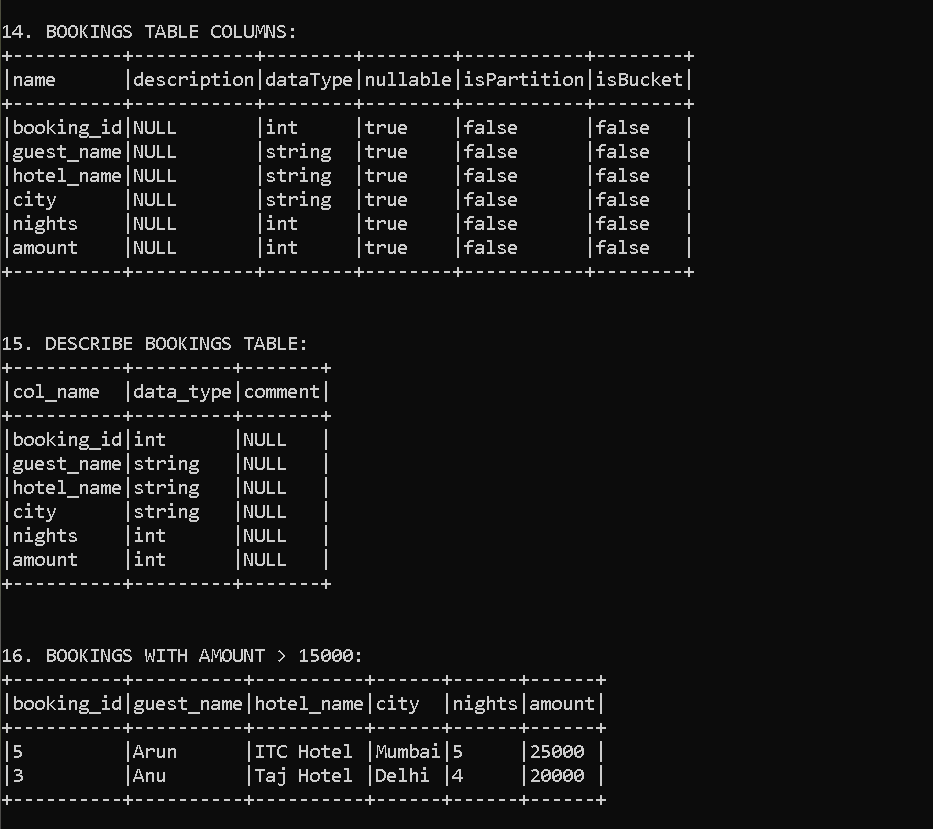 14. BOOKINGS TABLE COLUMNS:
+----------+-----------+--------+--------+-----------+--------+
|name      |description|dataType|nullable|isPartition|isBucket|
+----------+-----------+--------+--------+-----------+--------+
|booking_id|NULL       |int     |true    |false      |false   |
|guest_name|NULL       |string  |true    |false      |false   |
|hotel_name|NULL       |string  |true    |false      |false   |
|city      |NULL       |string  |true    |false      |false   |
|nights    |NULL       |int     |true    |false      |false   |
|amount    |NULL       |int     |true    |false      |false   |
+----------+-----------+--------+--------+-----------+--------+
15. DESCRIBE BOOKINGS TABLE:
+----------+---------+-------+
|col_name  |data_type|comment|
+----------+---------+-------+
|booking_id|int      |NULL   |
|guest_name|string   |NULL   |
|hotel_name|string   |NULL   |
|city      |string   |NULL   |
|nights    |int      |NULL   |
|amount    |int      |NULL   |
+----------+---------+-------+
16. BOOKINGS WITH AMOUNT > 15000:
+----------+----------+----------+------+------+------+
|booking_id|guest_name|hotel_name|city  |nights|amount|
+----------+----------+----------+------+------+------+
|5         |Arun      |ITC Hotel |Mumbai|5     |25000 |
|3         |Anu       |Taj Hotel |Delhi |4     |20000 |
+----------+----------+----------+------+------+------+